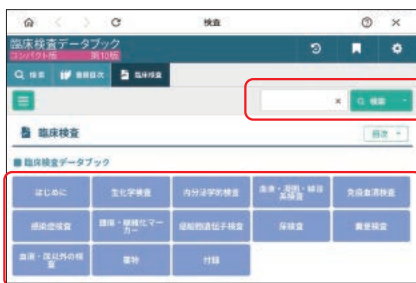 検査
臨床検査データブック
コンパクト版 第10版
検索 書籍目次 臨床検査
検索
臨床検査
目次
臨床検査データブック
はじめに 生化学検査 内分泌学的検査 血液・凝固・線溶系検査 免疫血清検査
感染症検査 腫瘍・線維化マーカー 遺伝子検査 尿検査 糞便検査
血液・尿以外の検査 薬物 付録